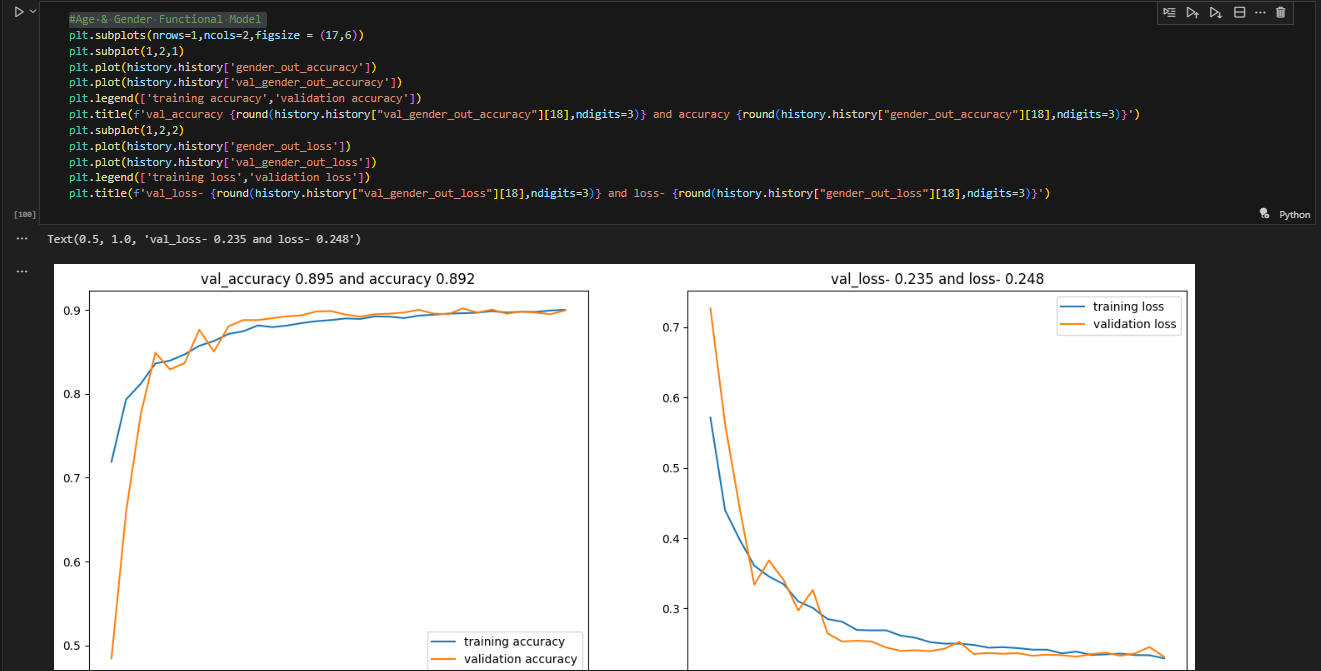 #Age & Gender Functional Model
plt.subplots(nrows=1,ncols=2,figsize = (17,6))
plt.subplot(1,2,1)
plt.plot(history.history['gender_out_accuracy'])
plt.plot(history.history['val_gender_out_accuracy'])
plt.legend(['training accuracy','validation accuracy'])
plt.title(f'val_accuracy {round(history.history["val_gender_out_accuracy"][18],ndigits=3)} and accuracy {round(history.history["gender_out_accuracy"][18],ndigits=3)}')
plt.subplot(1,2,2)
plt.plot(history.history['gender_out_loss'])
plt.plot(history.history['val_gender_out_loss'])
plt.legend(['training loss','validation loss'])
plt.title(f'val_loss- {round(history.history["val_gender_out_loss"][18],ndigits=3)} and loss- {round(history.history["gender_out_loss"][18],ndigits=3)}')
[100]
Python
... Text(0.5, 1.0, 'val_loss- 0.235 and loss- 0.248')
...
val_accuracy 0.895 and accuracy 0.892
0.9
0.8
0.7
0.6
0.5
training accuracy
validation accuracy
val_loss- 0.235 and loss- 0.248
training loss
validation loss
0.7
0.6
0.5
0.4
0.3